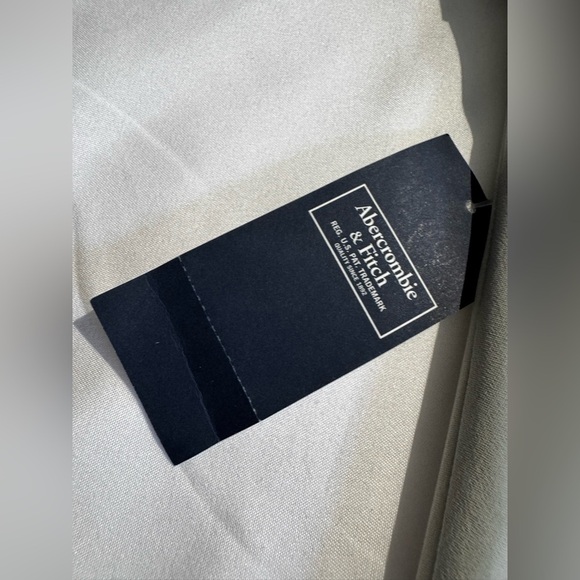 Abercrombie
& Fitch
REG. U.S. PAT. TRADEMARK
QUALITY SINCE 1892